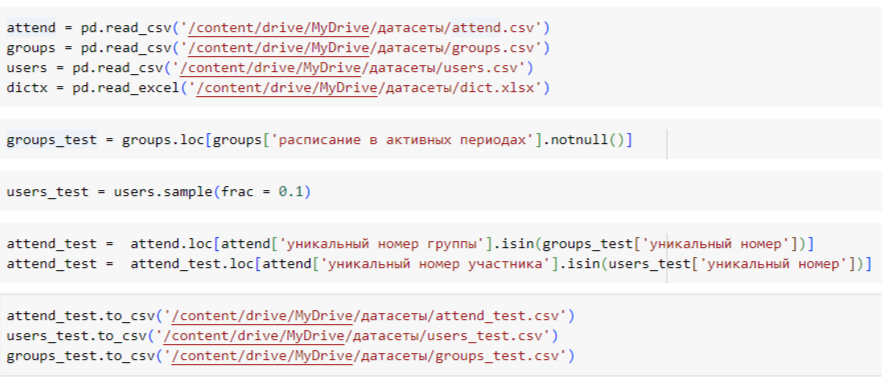 attend = pd.read_csv('/content/drive/MyDrive/датасеты/attend.csv')
groups = pd.read_csv('/content/drive/MyDrive/датасеты/groups.csv')
users = pd.read_csv('/content/drive/MyDrive/датасеты/users.csv')
dictx = pd.read_excel('/content/drive/MyDrive/датасеты/dict.xlsx')
groups_test = groups.loc[groups['расписание в активных периодах'].notnull()]
users_test = users.sample(frac = 0.1)
attend_test =  attend.loc[attend['уникальный номер группы'].isin(groups_test['уникальный номер'])]
attend_test =  attend_test.loc[attend['уникальный номер участника'].isin(users_test['уникальный номер'])]
attend_test.to_csv('/content/drive/MyDrive/датасеты/attend_test.csv')
users_test.to_csv('/content/drive/MyDrive/датасеты/users_test.csv')
groups_test.to_csv('/content/drive/MyDrive/датасеты/groups_test.csv')